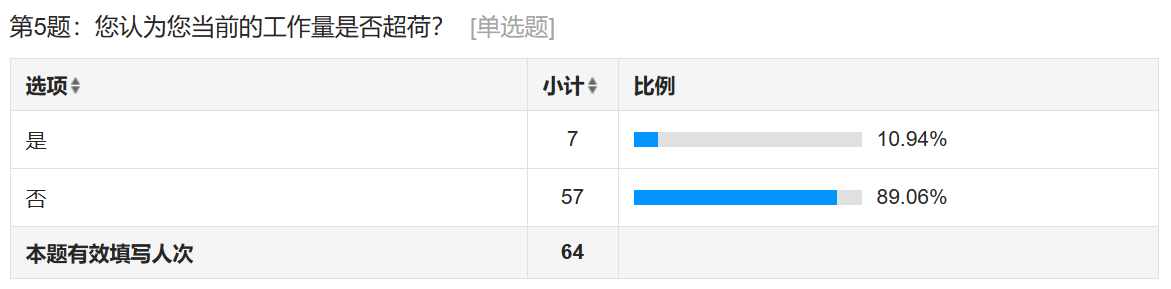 第5题：您认为您当前的工作量是否超荷？ [单选题]
选项 小计 比例
是 7 10.94%
否 57 89.06%
本题有效填写人次 64